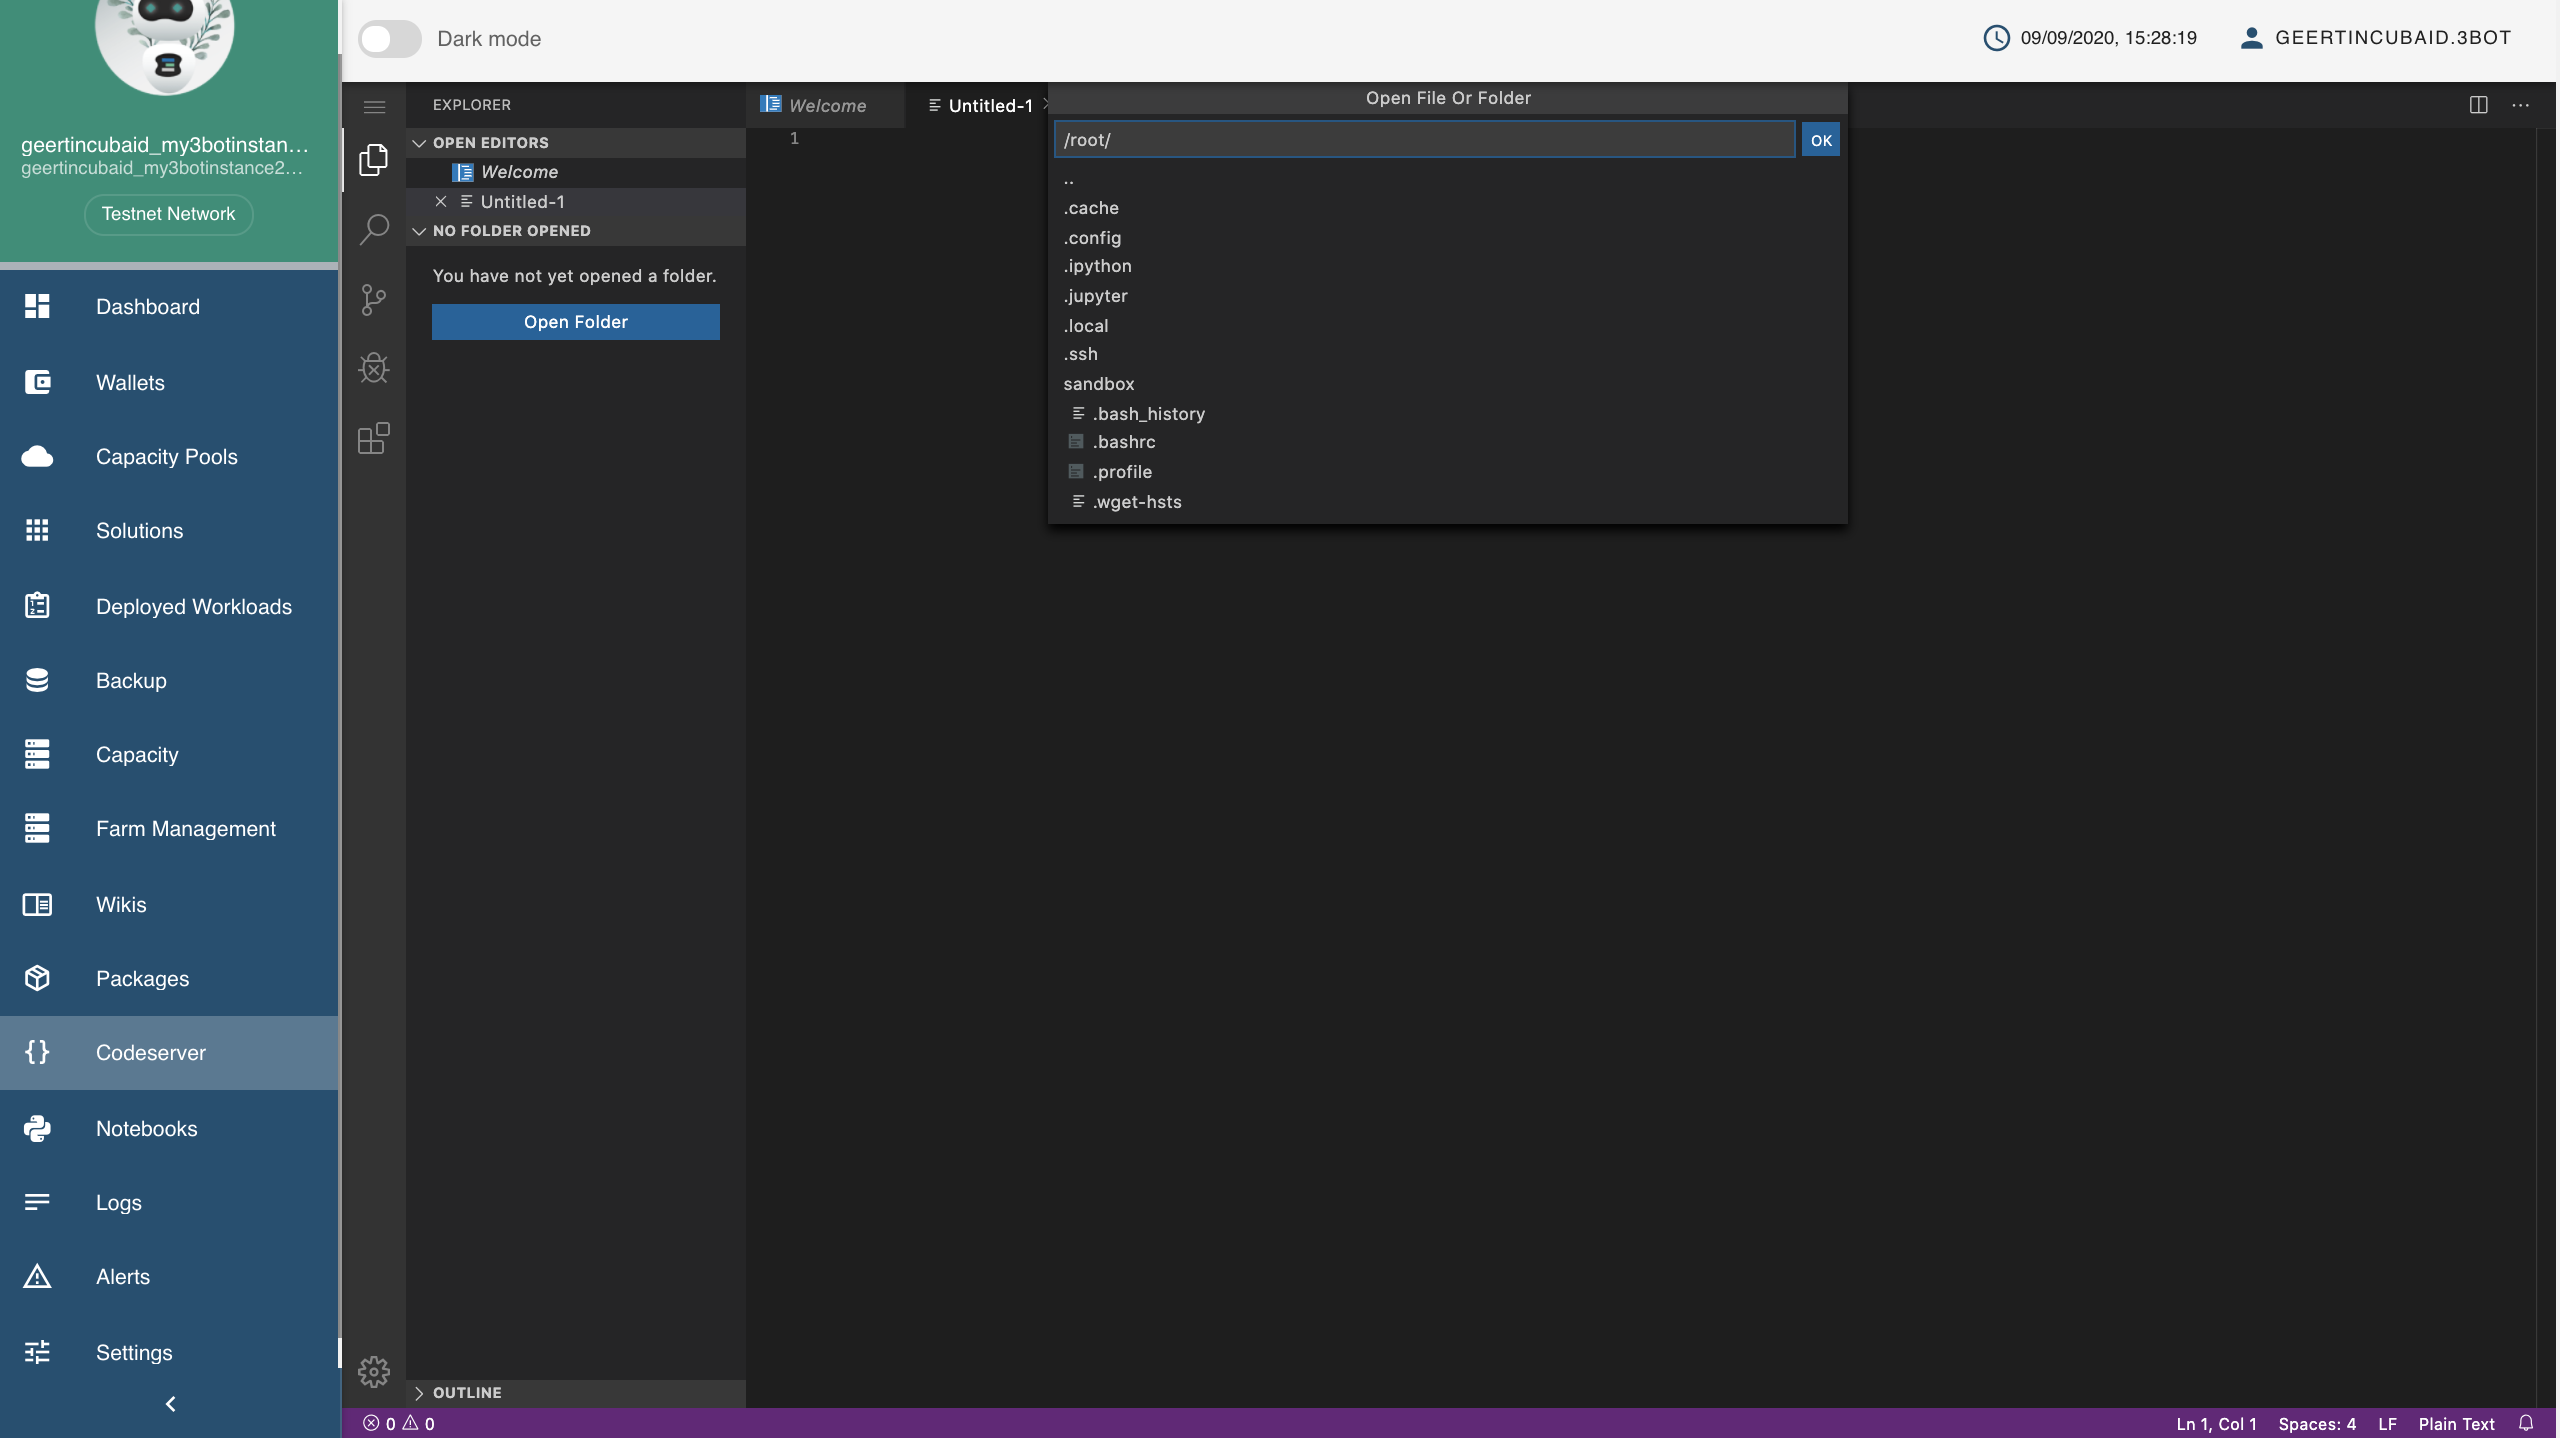 geertincubaid_my3botinstan...
geertincubaid_my3botinstance2...
Testnet Network
Dashboard
Wallets
Capacity Pools
Solutions
Deployed Workloads
Backup
Capacity
Farm Management
Wikis
Packages
Codeserver
Notebooks
Logs
Alerts
Settings
Dark mode
09/09/2020, 15:28:19
GEERTINCUBAID.3BOT
EXPLORER
OPEN EDITORS
Welcome
Untitled-1
NO FOLDER OPENED
You have not yet opened a folder.
Open Folder
OUTLINE
Welcome
Untitled-1
1
Open File Or Folder
/root/
OK
..
.cache
.config
.ipython
.jupyter
.local
.ssh
sandbox
.bash_history
.bashrc
.profile
.wget-hsts
0 0
Ln 1, Col 1 Spaces: 4 LF Plain Text